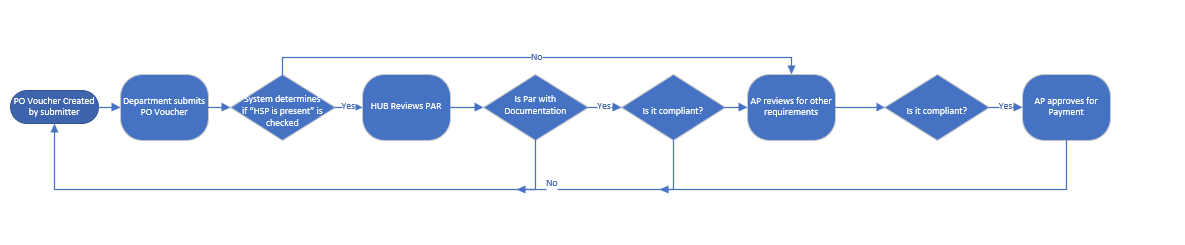 No
PO Voucher Created
by submitter
Department submits
PO Voucher
System determines
if "HSP is present" is
checked
Yes
HUB Reviews PAR
Is Par with
Documentation
Yes
Is it compliant?
AP reviews for other
requirements
Is it compliant?
Yes
AP approves for
Payment
No